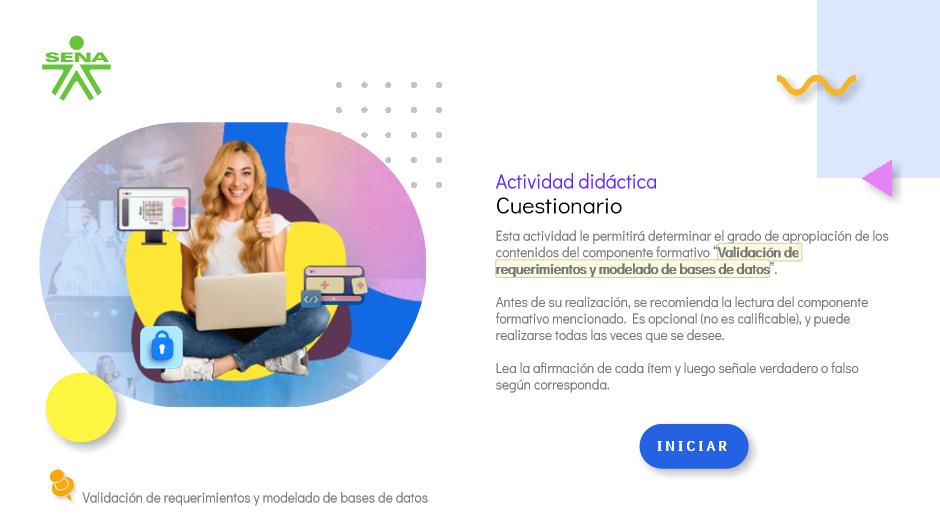 SENA
Actividad didáctica
Cuestionario
Esta actividad le permitirá determinar el grado de apropiación de los
contenidos del componente formativo “Validación de
requerimientos y modelado de bases de datos”.
Antes de su realización, se recomienda la lectura del componente
formativo mencionado. Es opcional (no es calificable), y puede
realizarse todas las veces que se desee.
Lea la afirmación de cada ítem y luego señale verdadero o falso
según corresponda.
INICIAR
Validación de requerimientos y modelado de bases de datos